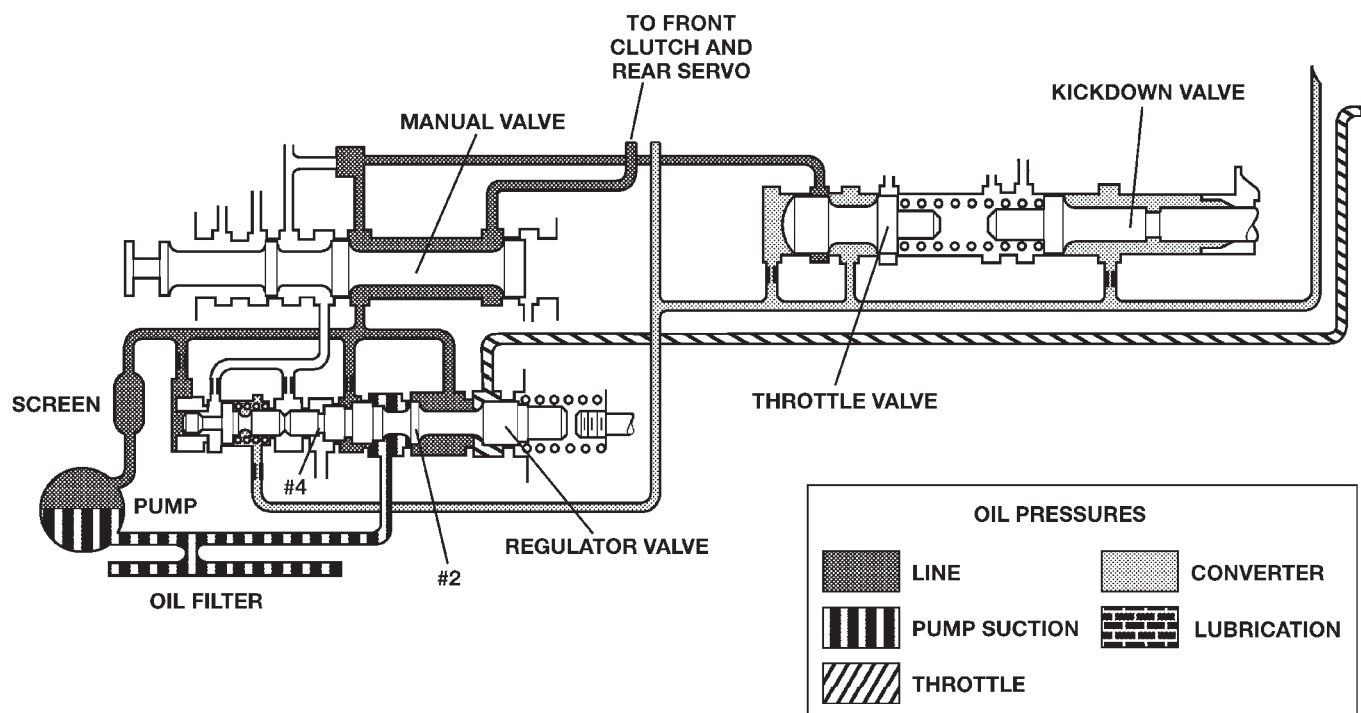 TO FRONT
CLUTCH AND
REAR SERVO
KICKDOWN VALVE
MANUAL VALVE
THROTTLE VALVE
SCREEN
#4
PUMP
REGULATOR VALVE
#2
OIL FILTER
OIL PRESSURES
LINE
CONVERTER
PUMP SUCTION
LUBRICATION
THROTTLE